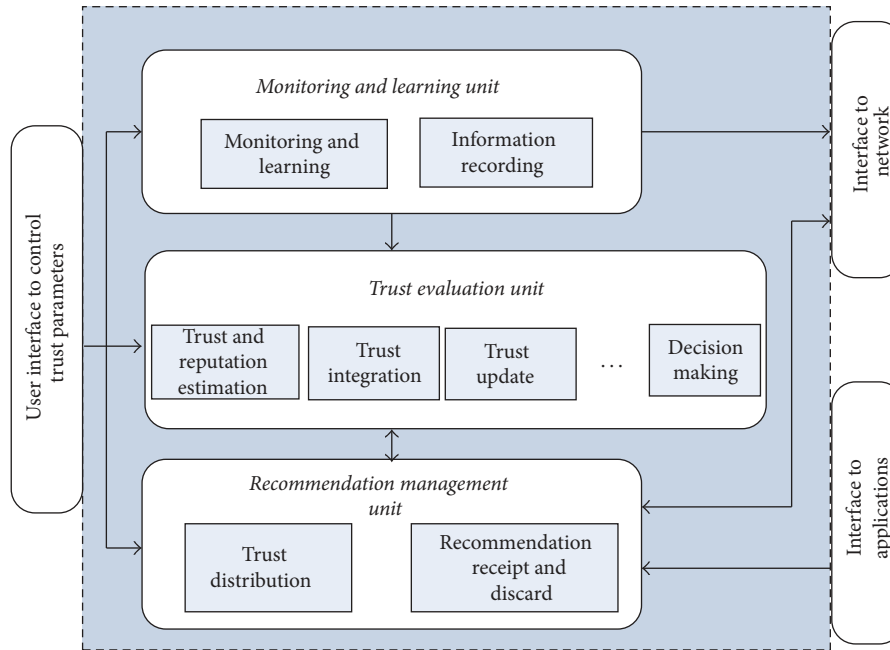 User interface to control
trust parameters
Monitoring and learning unit
Monitoring and
learning
Information
recording
Trust evaluation unit
Trust and
reputation
estimation
Trust
integration
Trust
update
...
Decision
making
Recommendation management
unit
Trust
distribution
Recommendation
receipt and
discard
Interface to
network
Interface to
applications